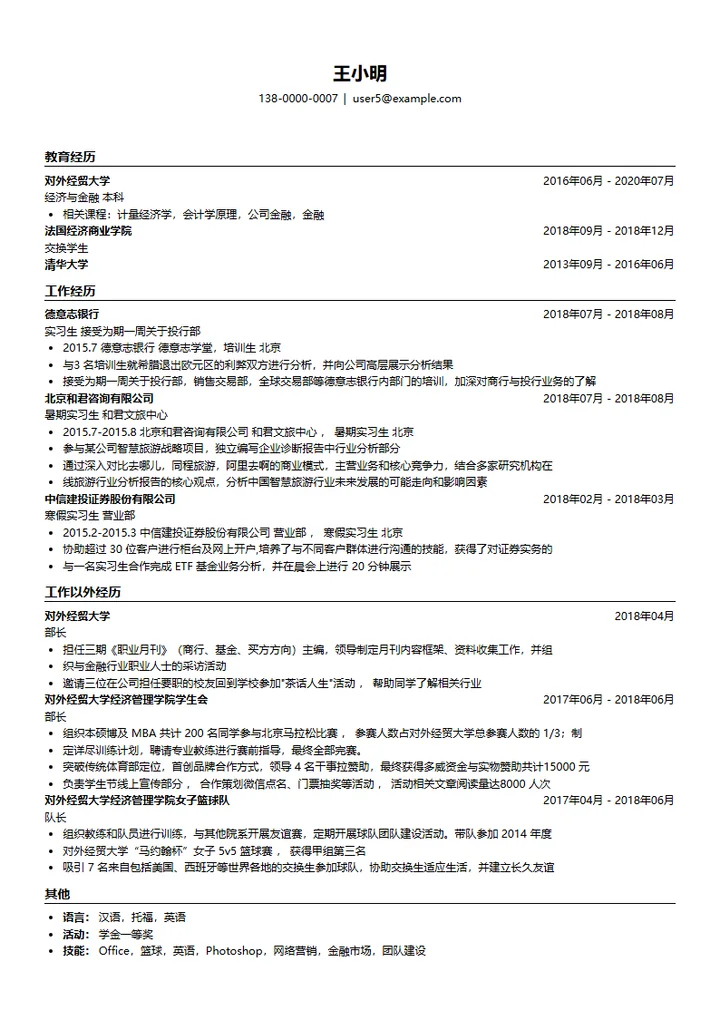 王小明
138-0000-0007 | user5@example.com
教育经历
对外经贸大学 2016年06月 - 2020年07月
经济与金融 本科
• 相关课程：计量经济学，会计学原理，公司金融，金融
法国经济商业学院 2018年09月 - 2018年12月
交换学生
清华大学 2013年09月 - 2016年06月
工作经历
德意志银行 2018年07月 - 2018年08月
实习生 接受为期一周关于投行部
• 2015.7 德意志银行 德意志学堂，培训生 北京
• 与3 名培训生就希腊退出欧元区的利弊双方进行分析，并向公司高层展示分析结果
• 接受为期一周关于投行部，销售交易部，全球交易部等德意志银行内部门的培训，加深对商行与投行业务的了解
北京和君咨询有限公司 2018年07月 - 2018年08月
暑期实习生 和君文旅中心
• 2015.7-2015.8 北京和君咨询有限公司 和君文旅中心 ， 暑期实习生 北京
• 参与某公司智慧旅游战略项目，独立编写企业诊断报告中行业分析部分
• 通过深入对比去哪儿，同程旅游，阿里去啊的商业模式，主营业务和核心竞争力，结合多家研究机构在
• 线旅游行业分析报告的核心观点，分析中国智慧旅游行业未来发展的可能走向和影响因素
中信建投证券股份有限公司 2018年02月 - 2018年03月
寒假实习生 营业部
• 2015.2-2015.3 中信建投证券股份有限公司 营业部 ， 寒假实习生 北京
• 协助超过 30 位客户进行柜台及网上开户,培养了与不同客户群体进行沟通的技能，获得了对证券实务的
• 与一名实习生合作完成 ETF 基金业务分析，并在晨会上进行 20 分钟展示
工作以外经历
对外经贸大学 2018年04月
部长
• 担任三期《职业月刊》（商行、基金、买方方向）主编，领导制定月刊内容框架、资料收集工作，并组
• 织与金融行业职业人士的采访活动
• 邀请三位在公司担任要职的校友回到学校参加"茶话人生"活动 ， 帮助同学了解相关行业
对外经贸大学经济管理学院学生会 2017年06月 - 2018年06月
部长
• 组织本硕博及 MBA 共计 200 名同学参与北京马拉松比赛 ， 参赛人数占对外经贸大学总参赛人数的 1/3；制
• 定详尽训练计划，聘请专业教练进行赛前指导，最终全部完赛。
• 突破传统体育部定位，首创品牌合作方式，领导 4 名干事拉赞助，最终获得多威资金与实物赞助共计15000 元
• 负责学生节线上宣传部分 ， 合作策划微信点名、门票抽奖等活动 ， 活动相关文章阅读量达8000 人次
对外经贸大学经济管理学院女子篮球队 2017年04月 - 2018年06月
队长
• 组织教练和队员进行训练，与其他院系开展友谊赛，定期开展球队团队建设活动。带队参加 2014 年度
• 对外经贸大学“马约翰杯”女子 5v5 篮球赛 ， 获得甲组第三名
• 吸引 7 名来自包括美国、西班牙等世界各地的交换生参加球队，协助交换生适应生活，并建立长久友谊
其他
• 语言： 汉语，托福，英语
• 活动： 学金一等奖
• 技能： Office，篮球，英语，Photoshop，网络营销，金融市场，团队建设